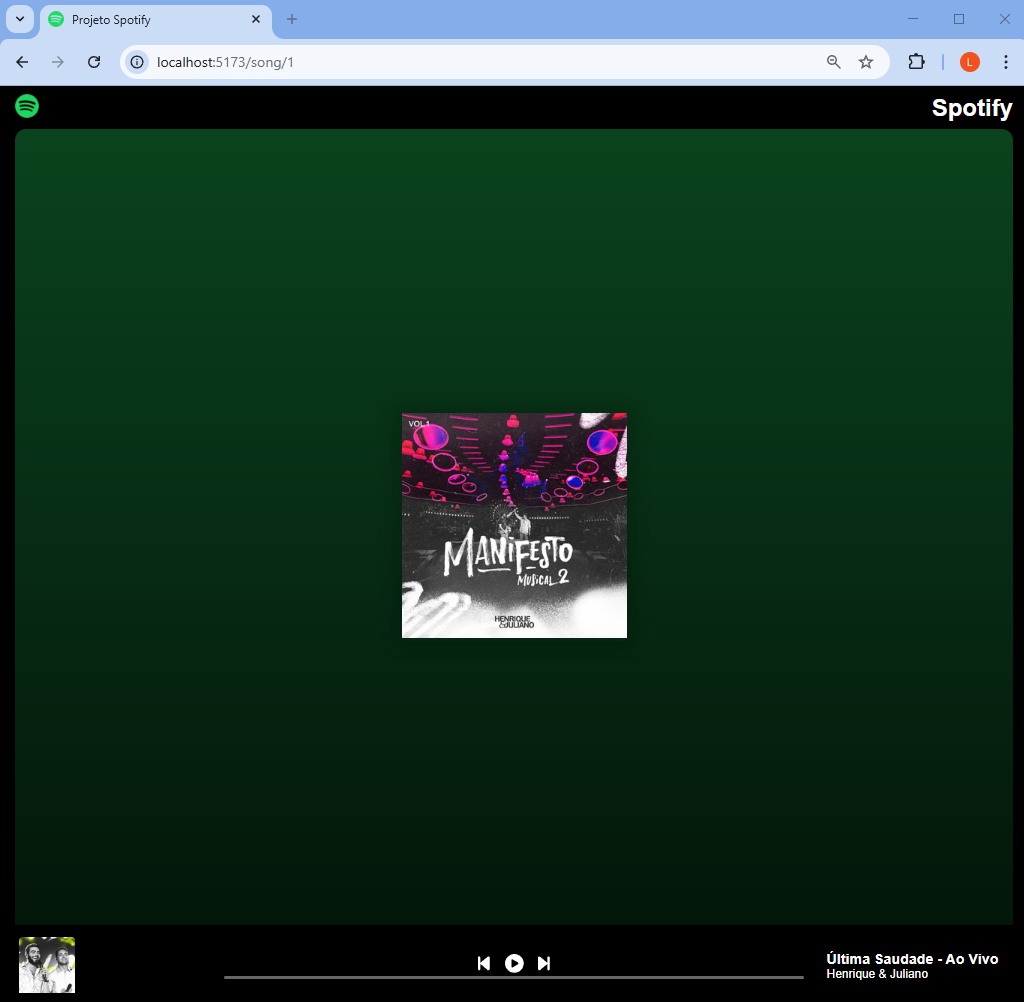 Projeto Spotify
localhost:5173/song/1
L
Spotify
VOL.1
MANIFESTO
MUSICAL 2
HENRIQUE
&JULIANO
Última Saudade - Ao Vivo
Henrique & Juliano